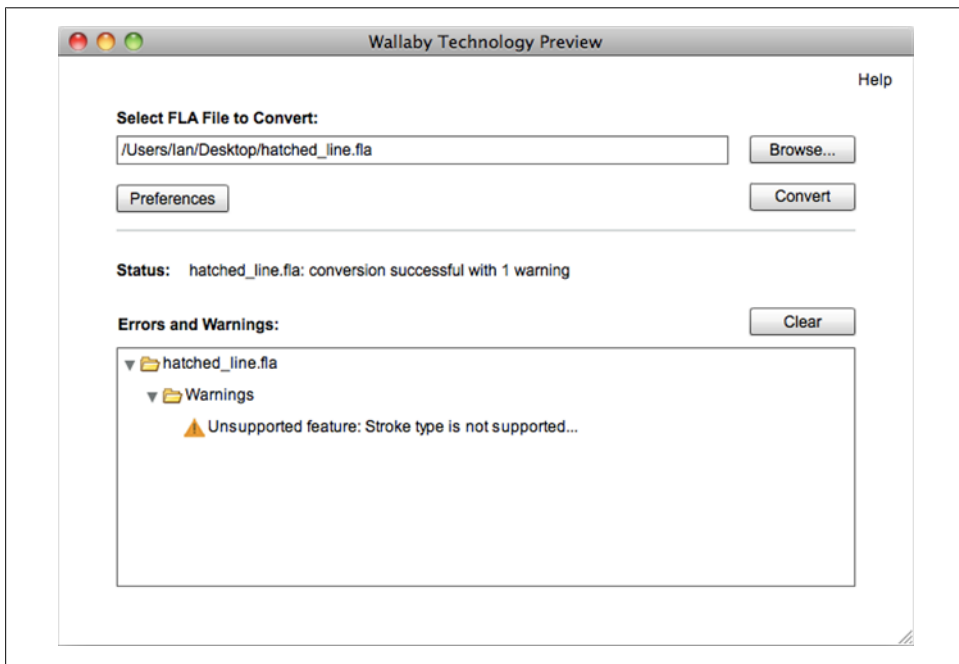 Wallaby Technology Preview
Help
Select FLA File to Convert:
/Users/Ian/Desktop/hatched_line.fla
Browse...
Preferences
Convert
Status: hatched_line.fla: conversion successful with 1 warning
Errors and Warnings:
Clear
hatched_line.fla
Warnings
Unsupported feature: Stroke type is not supported...